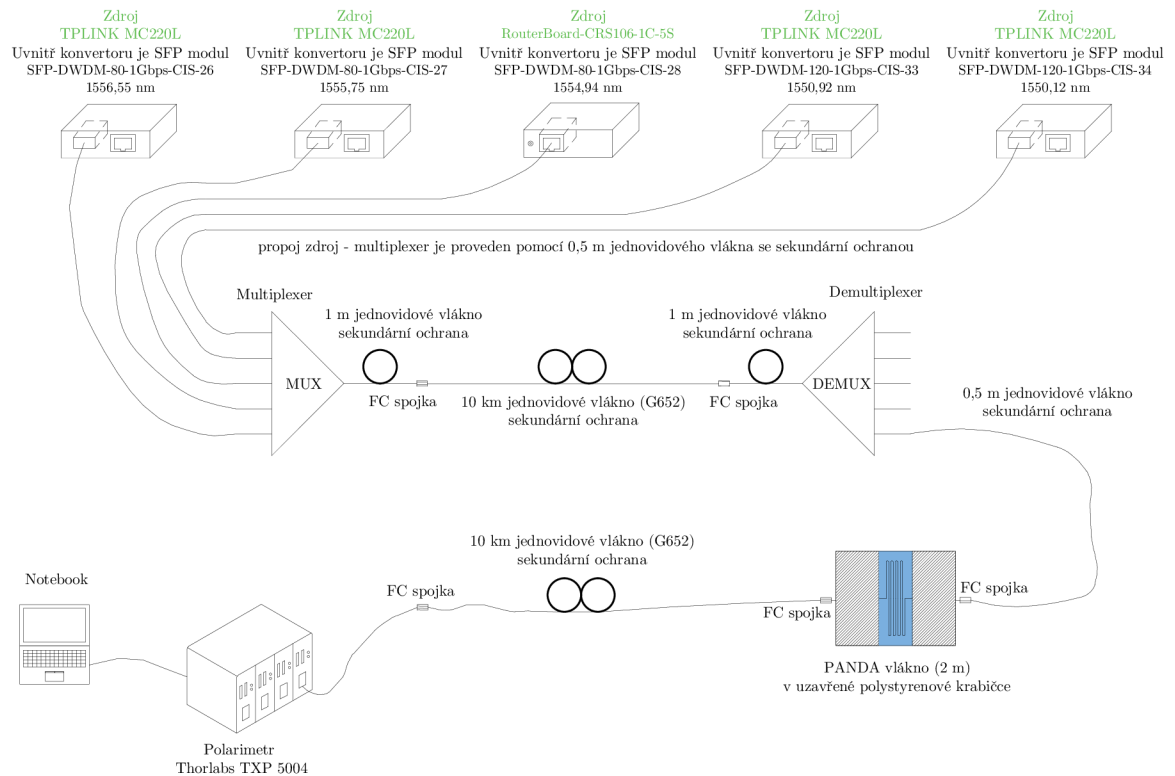 Zdroj
TPLINK MC220L
Uvnitř konvertoru je SFP modul
SFP-DWDM-80-1Gbps-CIS-26
1556,55 nm
Zdroj
TPLINK MC220L
Uvnitř konvertoru je SFP modul
SFP-DWDM-80-1Gbps-CIS-27
1555,75 nm
Zdroj
RouterBoard-CRS106-1C-5S
Uvnitř konvertoru je SFP modul
SFP-DWDM-80-1Gbps-CIS-28
1554,94 nm
Zdroj
TPLINK MC220L
Uvnitř konvertoru je SFP modul
SFP-DWDM-120-1Gbps-CIS-33
1550,92 nm
Zdroj
TPLINK MC220L
Uvnitř konvertoru je SFP modul
SFP-DWDM-120-1Gbps-CIS-34
1550,12 nm
propoj zdroj - multiplexer je proveden pomocí 0,5 m jednovidového vlákna se sekundární ochranou
Multiplexer
MUX
1 m jednovidové vlákno
sekundární ochrana
FC spojka
10 km jednovidové vlákno (G652)
sekundární ochrana
1 m jednovidové vlákno
sekundární ochrana
FC spojka
Demultiplexer
DEMUX
0,5 m jednovidové vlákno
sekundární ochrana
Notebook
Polarimetr
Thorlabs TXP 5004
FC spojka
10 km jednovidové vlákno (G652)
sekundární ochrana
FC spojka
FC spojka
PANDA vlákno (2 m)
v uzavřené polystyrenové krabičce